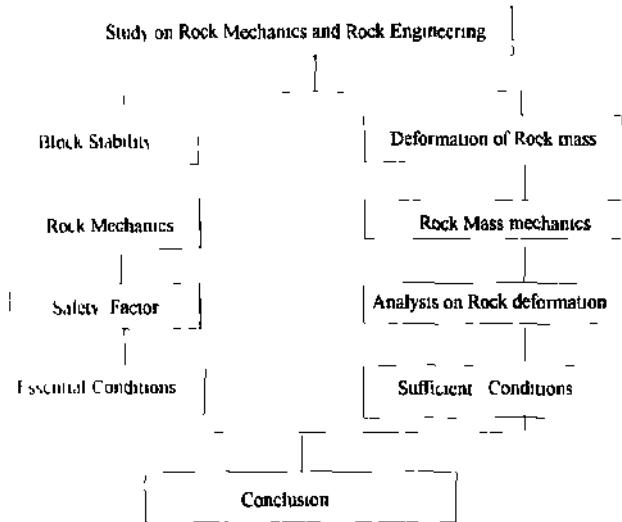 Study on Rock Mechanics and Rock Engineering
Block Stability
Deformation of Rock mass
Rock Mechanics
Rock Mass mechanics
Safety Factor
Analysis on Rock deformation
Essential Conditions
Sufficient Conditions
Conclusion